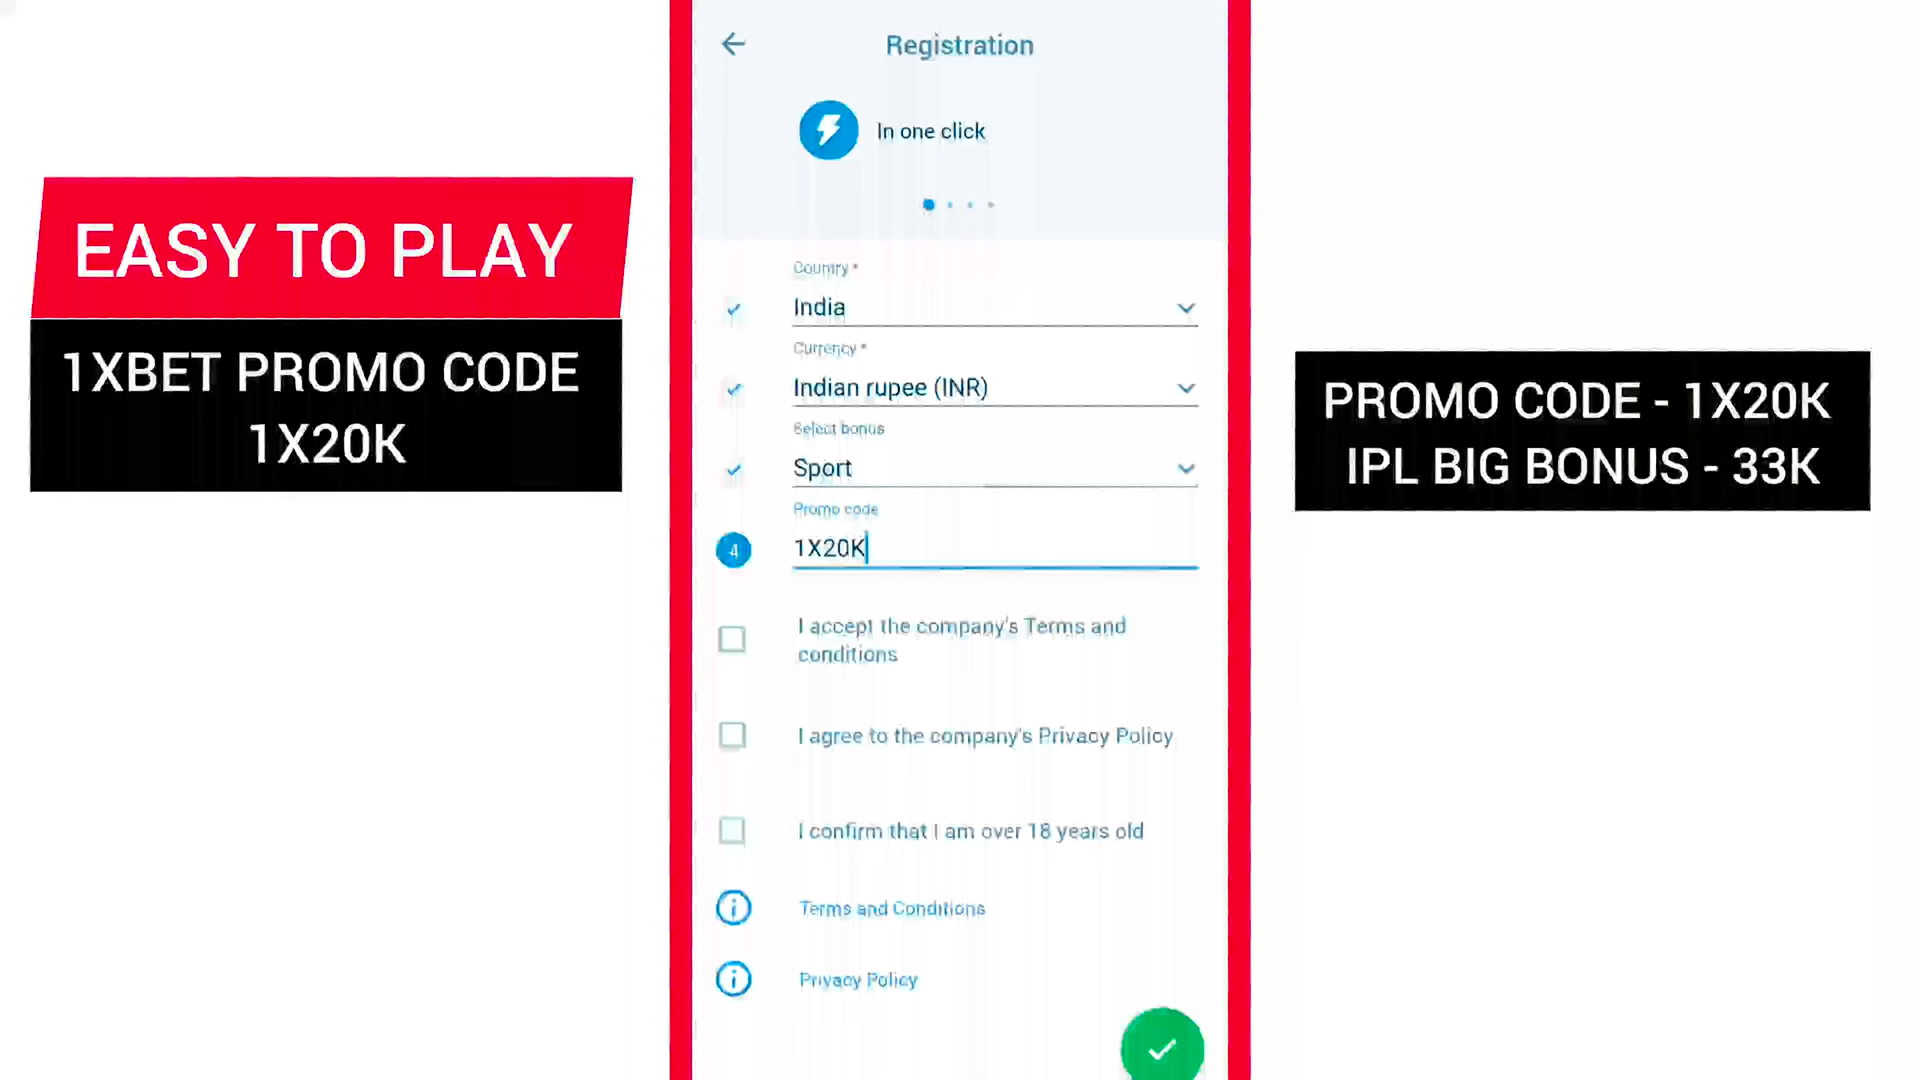 Registration
In one click
EASY TO PLAY
1XBET PROMO CODE
1X20K
Country *
India
Currency *
Indian rupee (INR)
Select bonus
Sport
Promo code
4
1X20K
I accept the company's Terms and
conditions
I agree to the company's Privacy Policy
I confirm that I am over 18 years old
Terms and Conditions
Privacy Policy
PROMO CODE - 1X20K
IPL BIG BONUS - 33K